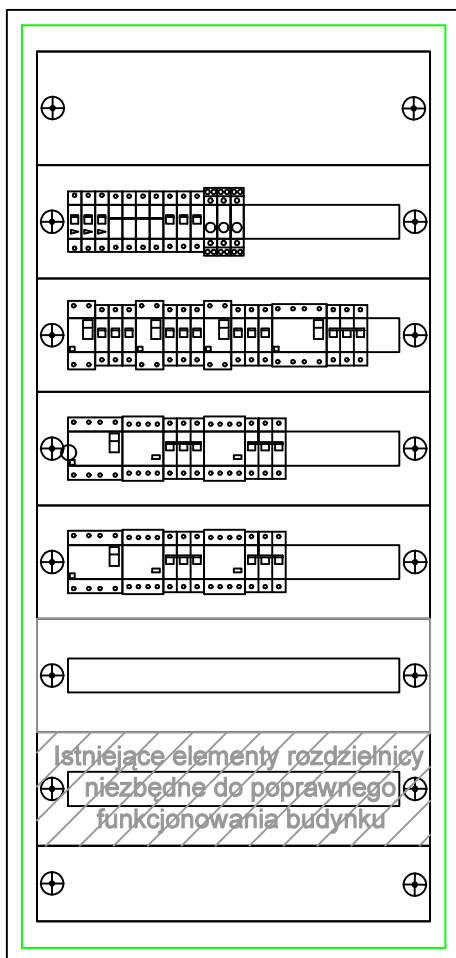 Istniejące elementy rozdzielnicy
niezbędne do poprawnego
funkcjonowania budynku